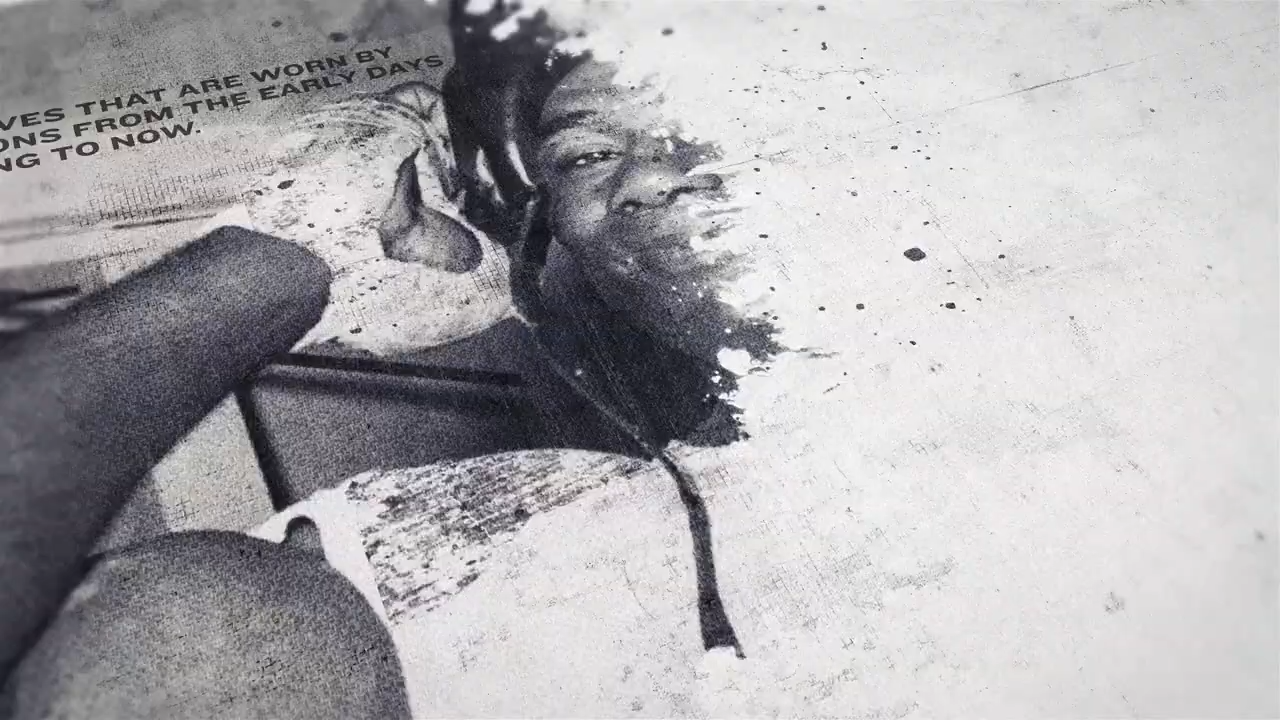 VES THAT ARE WORN BY
ONS FROM THE EARLY DAYS
NG TO NOW.